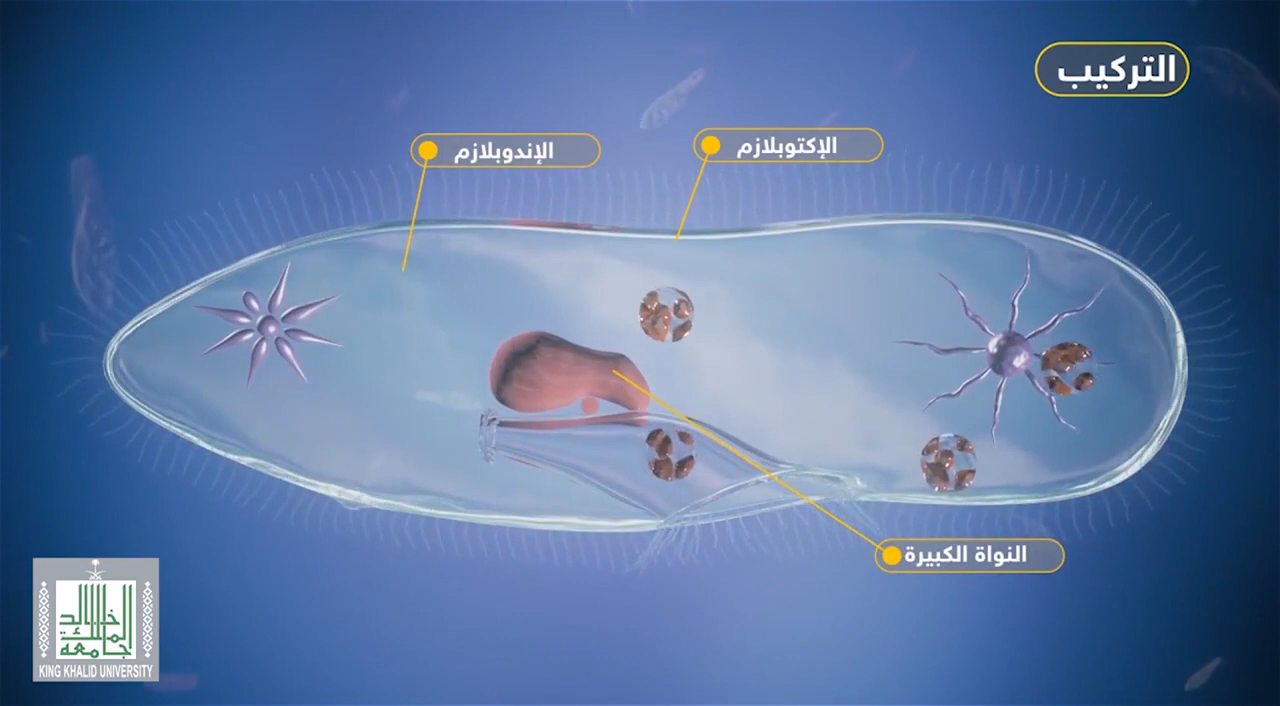 التركيب
الإكتوبلازم
الإندوبلازم
النواة الكبيرة
جامعة
الملك
خالد
KING KHALID UNIVERSITY